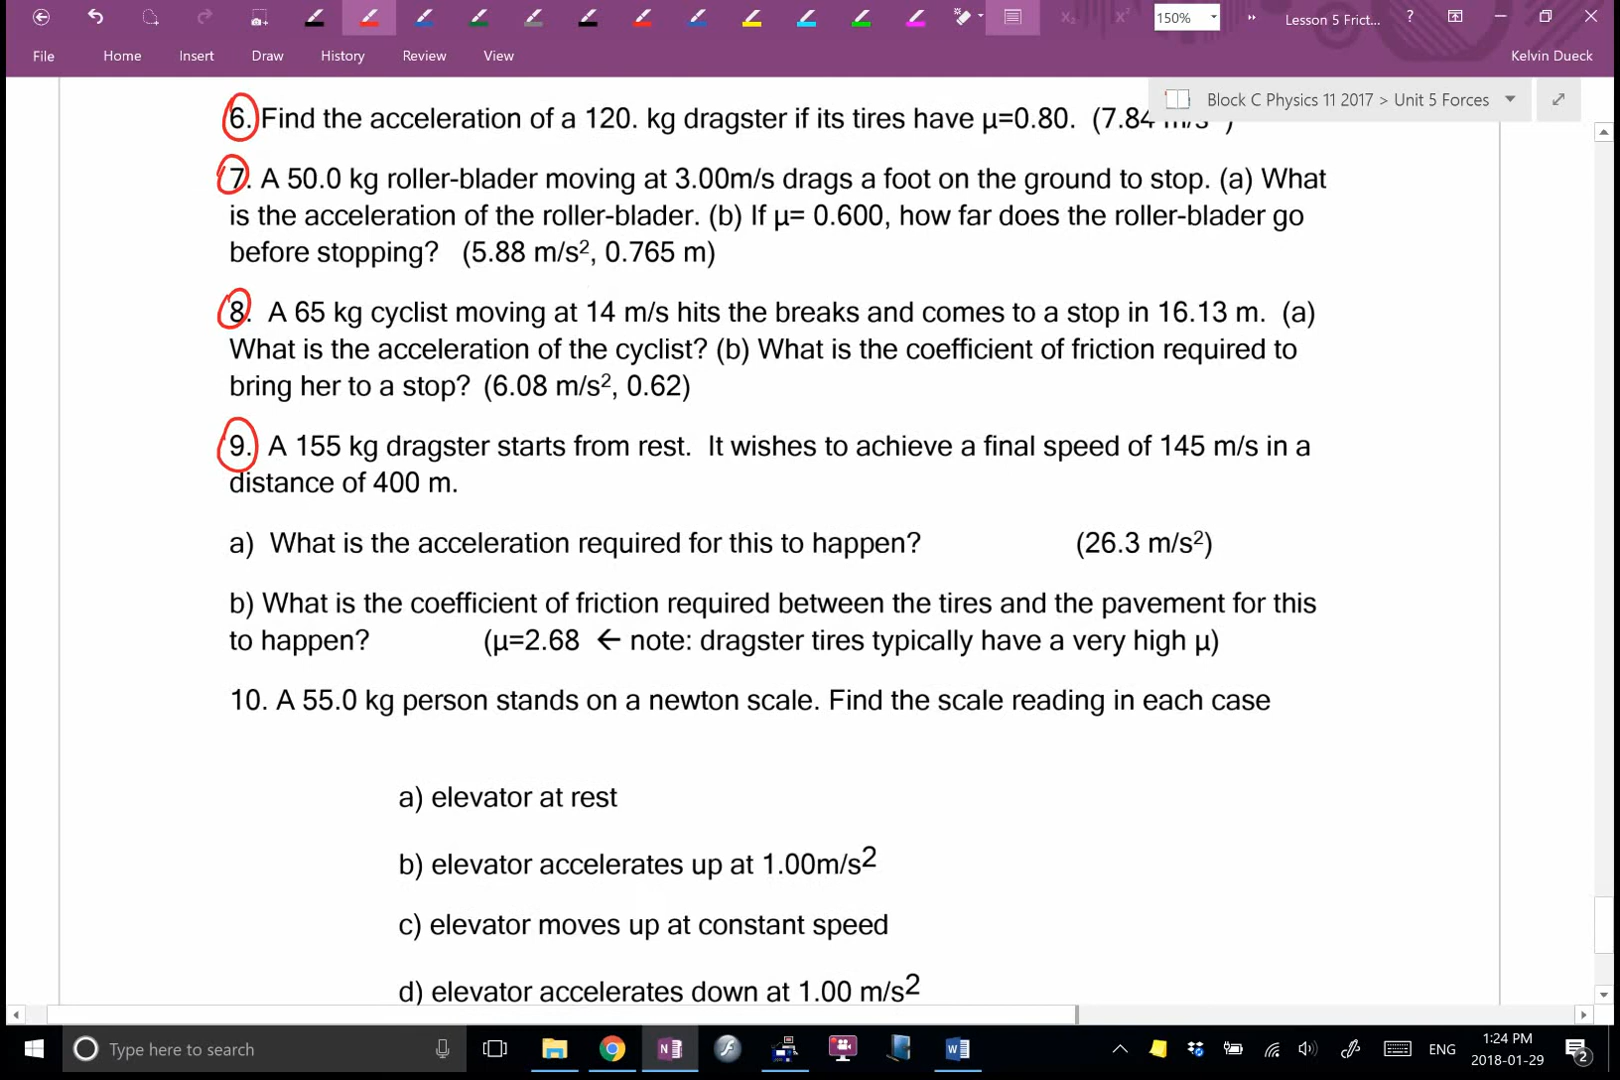 150%
Lesson 5 Frict...
?
File Home Insert Draw History Review View
Kelvin Dueck
Block C Physics 11 2017 > Unit 5 Forces
6. Find the acceleration of a 120. kg dragster if its tires have μ=0.80. (7.84 m/s )
7. A 50.0 kg roller-blader moving at 3.00m/s drags a foot on the ground to stop. (a) What
is the acceleration of the roller-blader. (b) If μ= 0.600, how far does the roller-blader go
before stopping? (5.88 m/s², 0.765 m)
8. A 65 kg cyclist moving at 14 m/s hits the breaks and comes to a stop in 16.13 m. (a)
What is the acceleration of the cyclist? (b) What is the coefficient of friction required to
bring her to a stop? (6.08 m/s², 0.62)
9. A 155 kg dragster starts from rest. It wishes to achieve a final speed of 145 m/s in a
distance of 400 m.
a) What is the acceleration required for this to happen? (26.3 m/s²)
b) What is the coefficient of friction required between the tires and the pavement for this
to happen? (μ=2.68 ← note: dragster tires typically have a very high μ)
10. A 55.0 kg person stands on a newton scale. Find the scale reading in each case
a) elevator at rest
b) elevator accelerates up at 1.00m/s²
c) elevator moves up at constant speed
d) elevator accelerates down at 1.00 m/s²
Type here to search
ENG
1:24 PM
2018-01-29
2